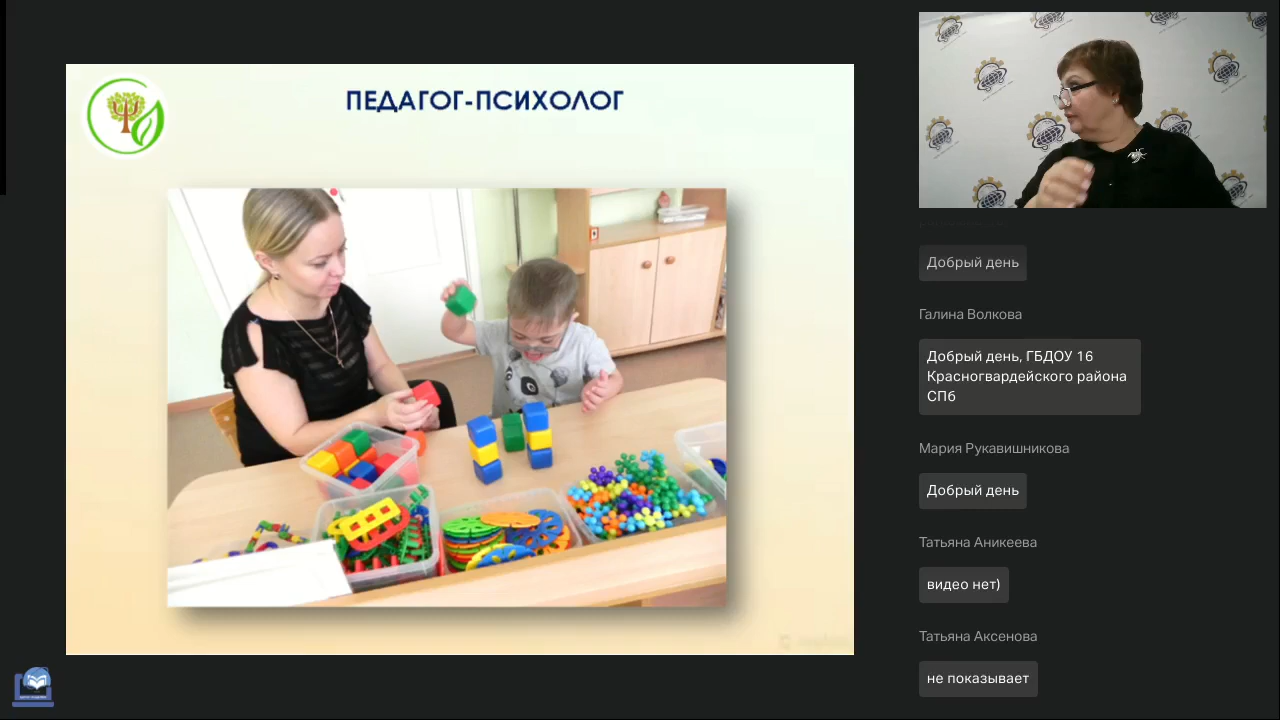 ПЕДАГОГ-ПСИХОЛОГ
Добрый день
Галина Волкова
Добрый день, ГБДОУ 16
Красногвардейского района
СПб
Мария Рукавишникова
Добрый день
Татьяна Аникеева
видео нет)
Татьяна Аксенова
не показывает